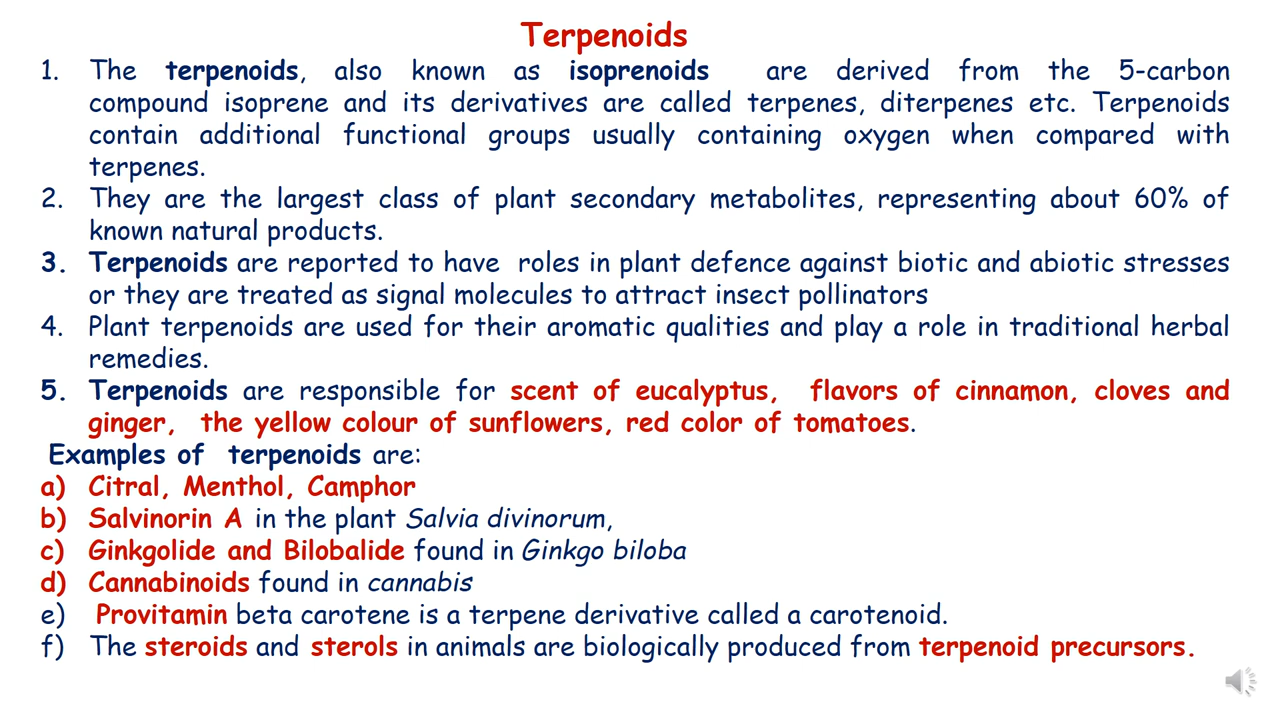 Terpenoids
1. The terpenoids, also known as isoprenoids are derived from the 5-carbon
compound isoprene and its derivatives are called terpenes, diterpenes etc. Terpenoids
contain additional functional groups usually containing oxygen when compared with
terpenes.
2. They are the largest class of plant secondary metabolites, representing about 60% of
known natural products.
3. Terpenoids are reported to have roles in plant defence against biotic and abiotic stresses
or they are treated as signal molecules to attract insect pollinators
4. Plant terpenoids are used for their aromatic qualities and play a role in traditional herbal
remedies.
5. Terpenoids are responsible for scent of eucalyptus, flavors of cinnamon, cloves and
ginger, the yellow colour of sunflowers, red color of tomatoes.
Examples of terpenoids are:
a) Citral, Menthol, Camphor
b) Salvinorin A in the plant Salvia divinorum,
c) Ginkgolide and Bilobalide found in Ginkgo biloba
d) Cannabinoids found in cannabis
e) Provitamin beta carotene is a terpene derivative called a carotenoid.
f) The steroids and sterols in animals are biologically produced from terpenoid precursors.